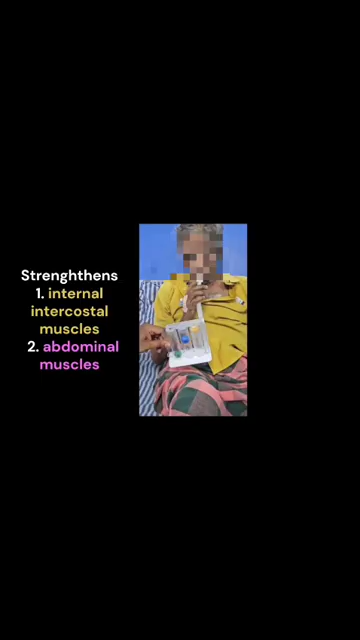 Strenghthens
1. internal
intercostal
muscles
2. abdominal
muscles